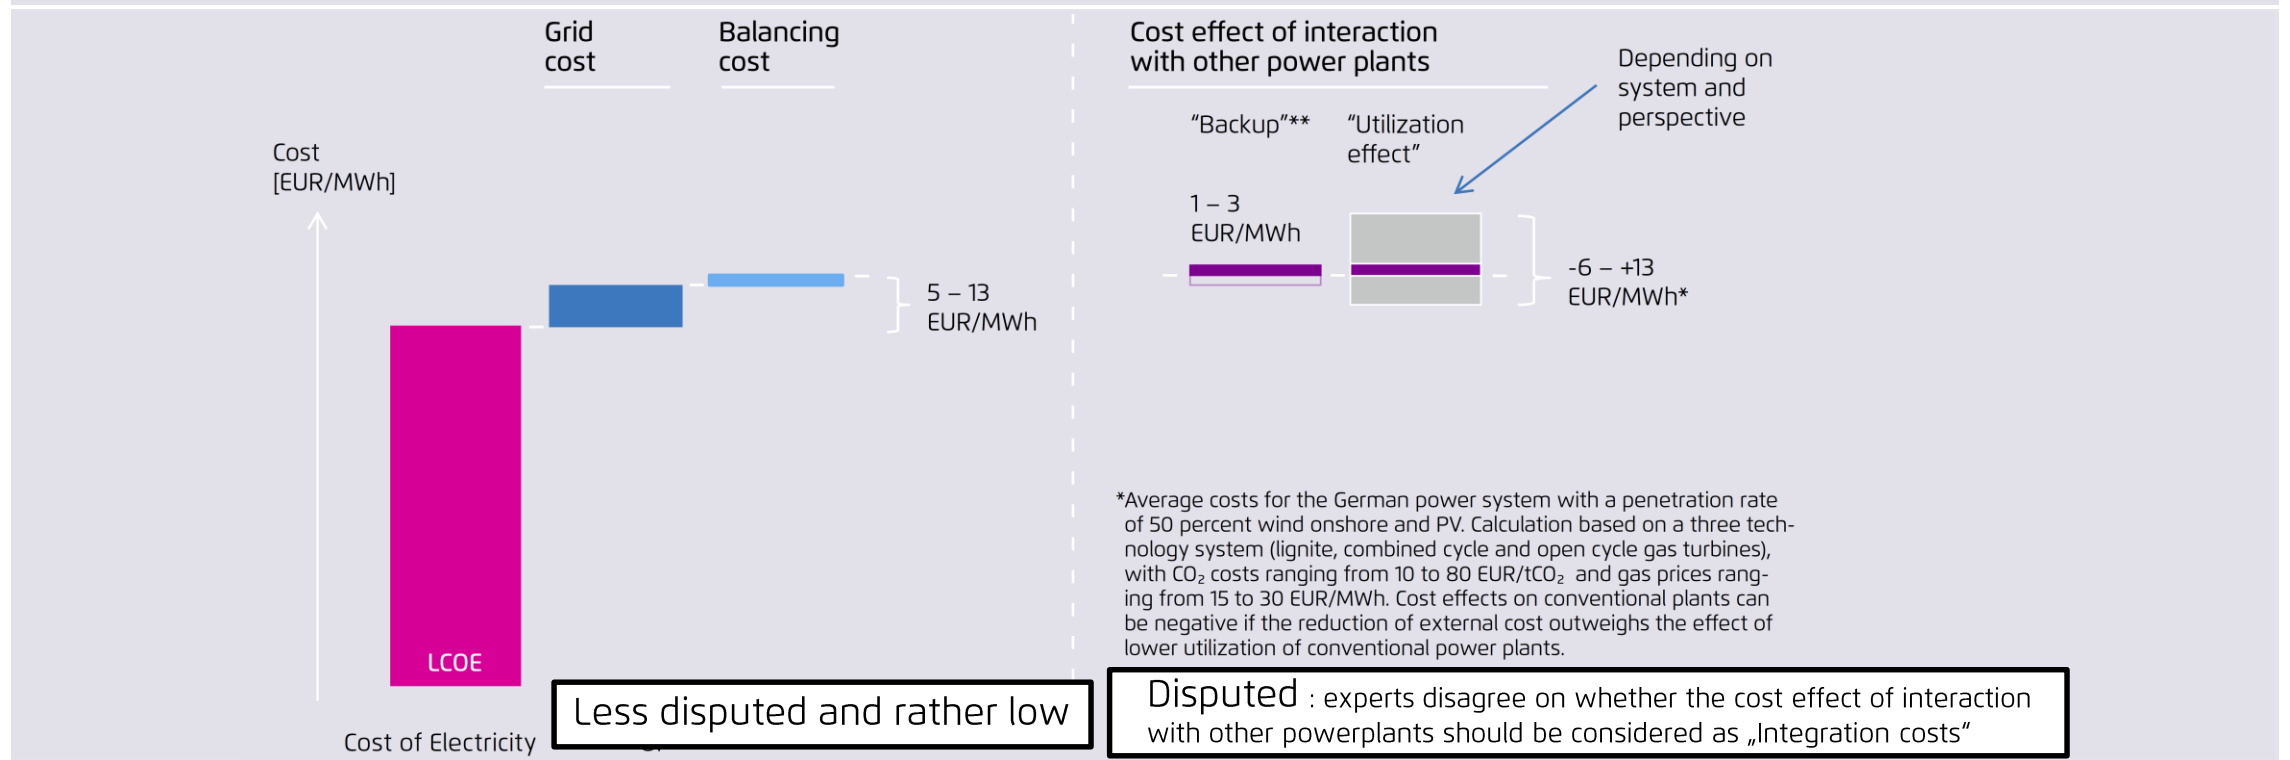 Grid
cost
Balancing
cost
Cost
[EUR/MWh]
5 – 13
EUR/MWh
LCOE
Cost of Electricity
Less disputed and rather low
Cost effect of interaction
with other power plants
Depending on
system and
perspective
“Backup”**
“Utilization
effect”
1 – 3
EUR/MWh
-6 – +13
EUR/MWh*
*Average costs for the German power system with a penetration rate
of 50 percent wind onshore and PV. Calculation based on a three tech-
nology system (lignite, combined cycle and open cycle gas turbines),
with CO₂ costs ranging from 10 to 80 EUR/tCO₂ and gas prices rang-
ing from 15 to 30 EUR/MWh. Cost effects on conventional plants can
be negative if the reduction of external cost outweighs the effect of
lower utilization of conventional power plants.
Disputed : experts disagree on whether the cost effect of interaction
with other powerplants should be considered as „Integration costs“